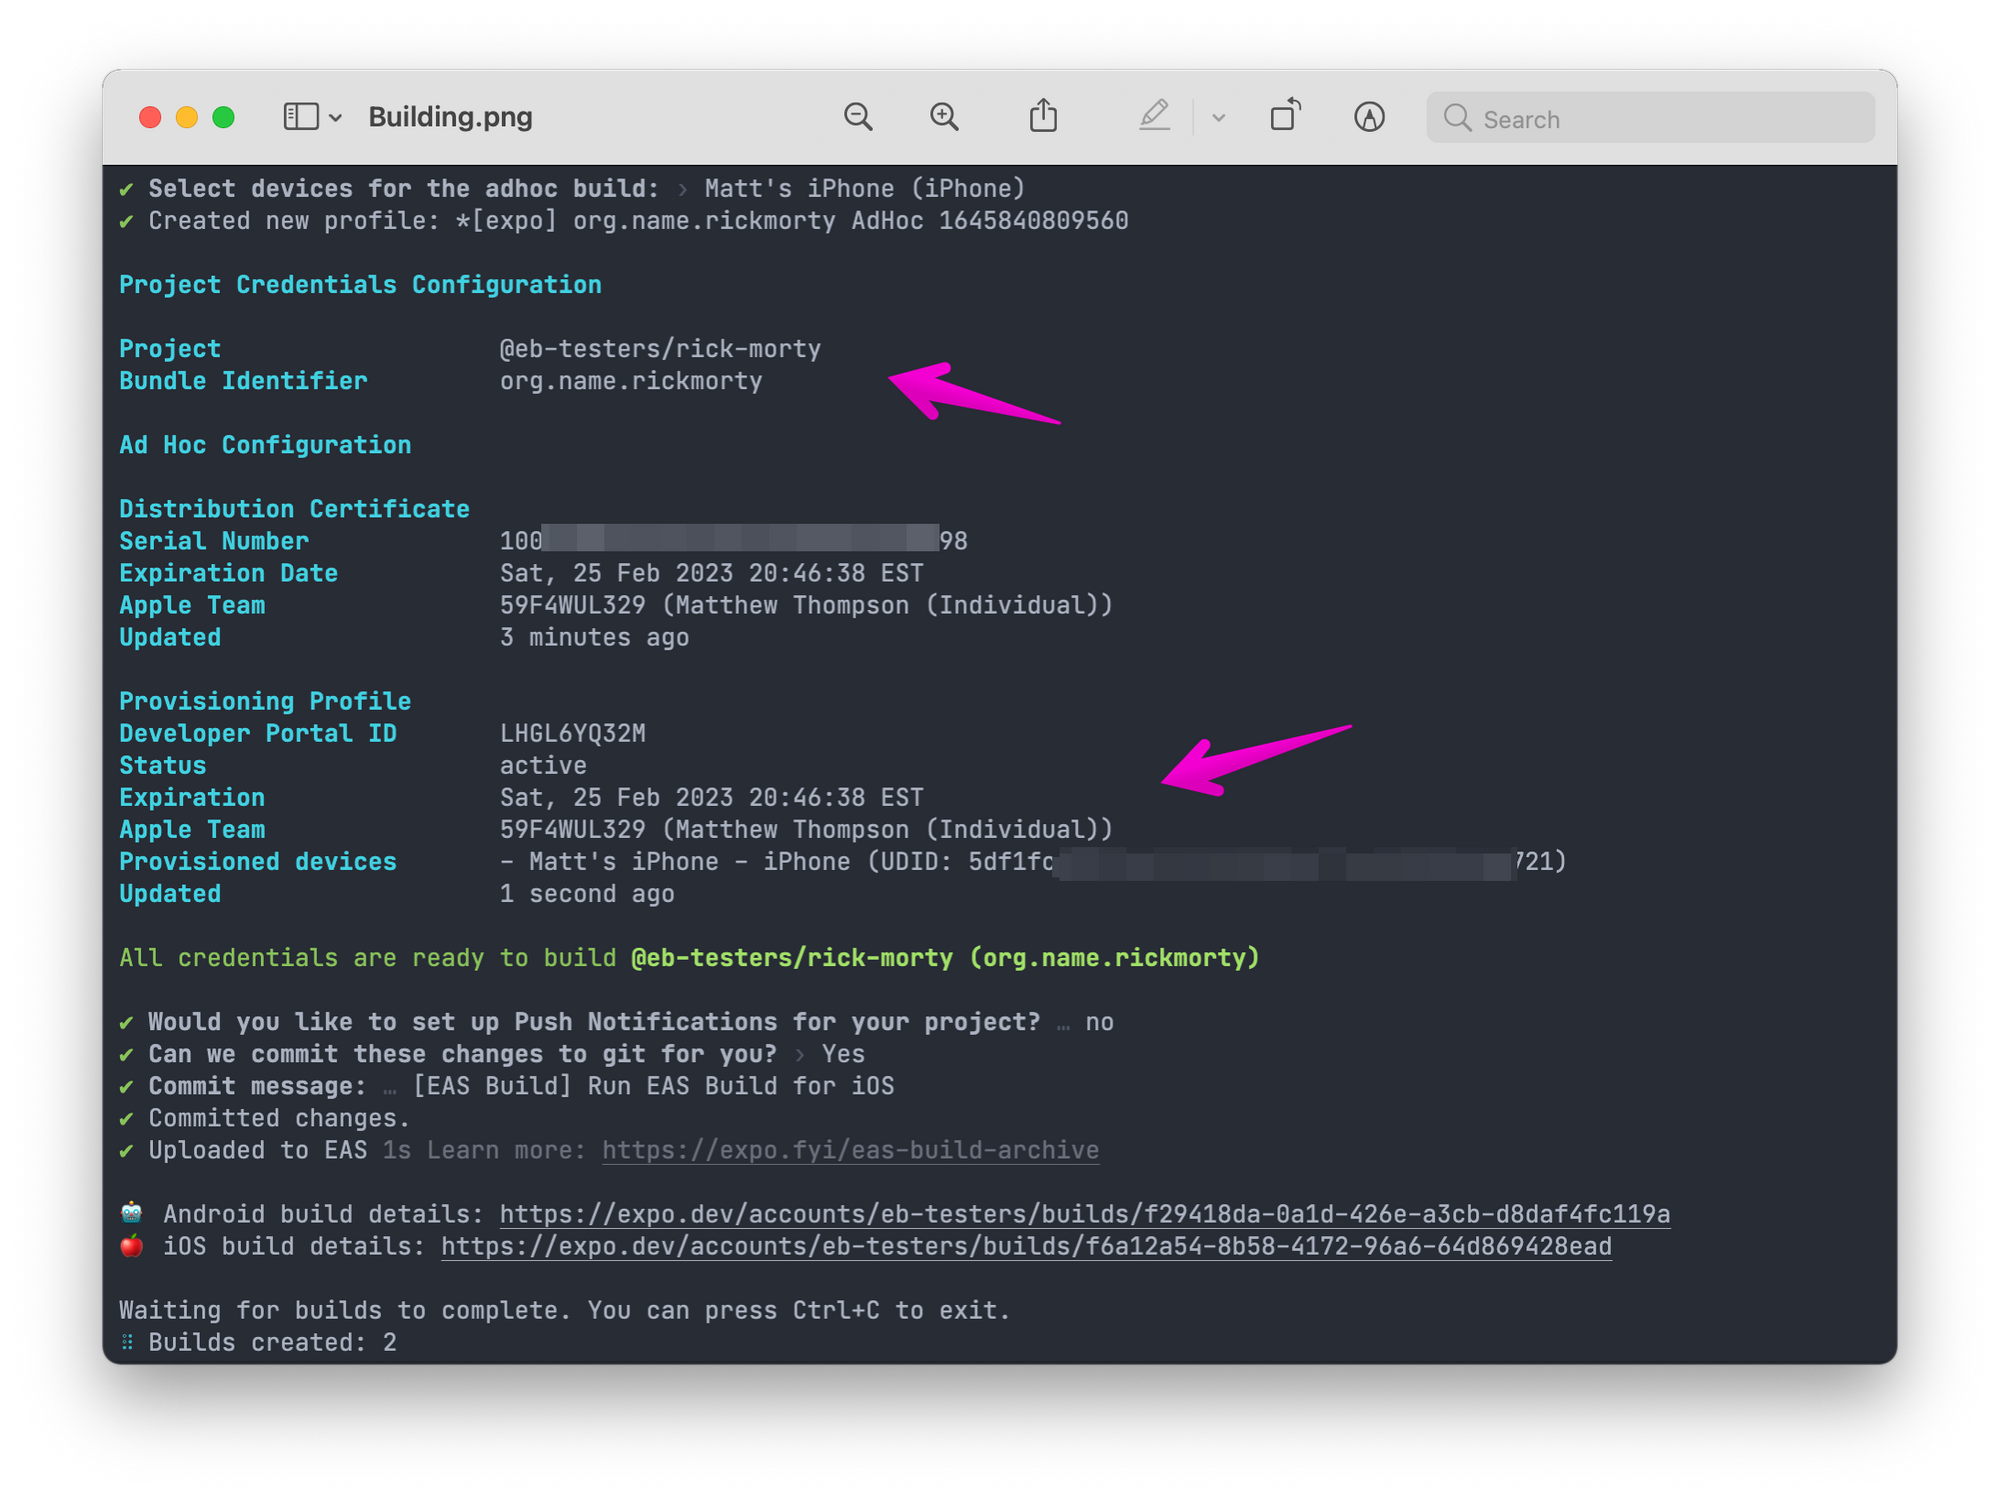 Building.png
Search
✔ Select devices for the adhoc build: › Matt's iPhone (iPhone)
✔ Created new profile: *[expo] org.name.rickmorty AdHoc 1645840809560
Project Credentials Configuration
Project @eb-testers/rick-morty
Bundle Identifier org.name.rickmorty
Ad Hoc Configuration
Distribution Certificate
Serial Number 100 98
Expiration Date Sat, 25 Feb 2023 20:46:38 EST
Apple Team 59F4WUL329 (Matthew Thompson (Individual))
Updated 3 minutes ago
Provisioning Profile
Developer Portal ID LHGL6YQ32M
Status active
Expiration Sat, 25 Feb 2023 20:46:38 EST
Apple Team 59F4WUL329 (Matthew Thompson (Individual))
Provisioned devices - Matt's iPhone - iPhone (UDID: 5df1fc 721)
Updated 1 second ago
All credentials are ready to build @eb-testers/rick-morty (org.name.rickmorty)
✔ Would you like to set up Push Notifications for your project? … no
✔ Can we commit these changes to git for you? › Yes
✔ Commit message: … [EAS Build] Run EAS Build for iOS
✔ Committed changes.
✔ Uploaded to EAS 1s Learn more: https://expo.fyi/eas-build-archive
🤖 Android build details: https://expo.dev/accounts/eb-testers/builds/f29418da-0a1d-426e-a3cb-d8daf4fc119a
🍎 iOS build details: https://expo.dev/accounts/eb-testers/builds/f6a12a54-8b58-4172-96a6-64d869428ead
Waiting for builds to complete. You can press Ctrl+C to exit.
⠿ Builds created: 2